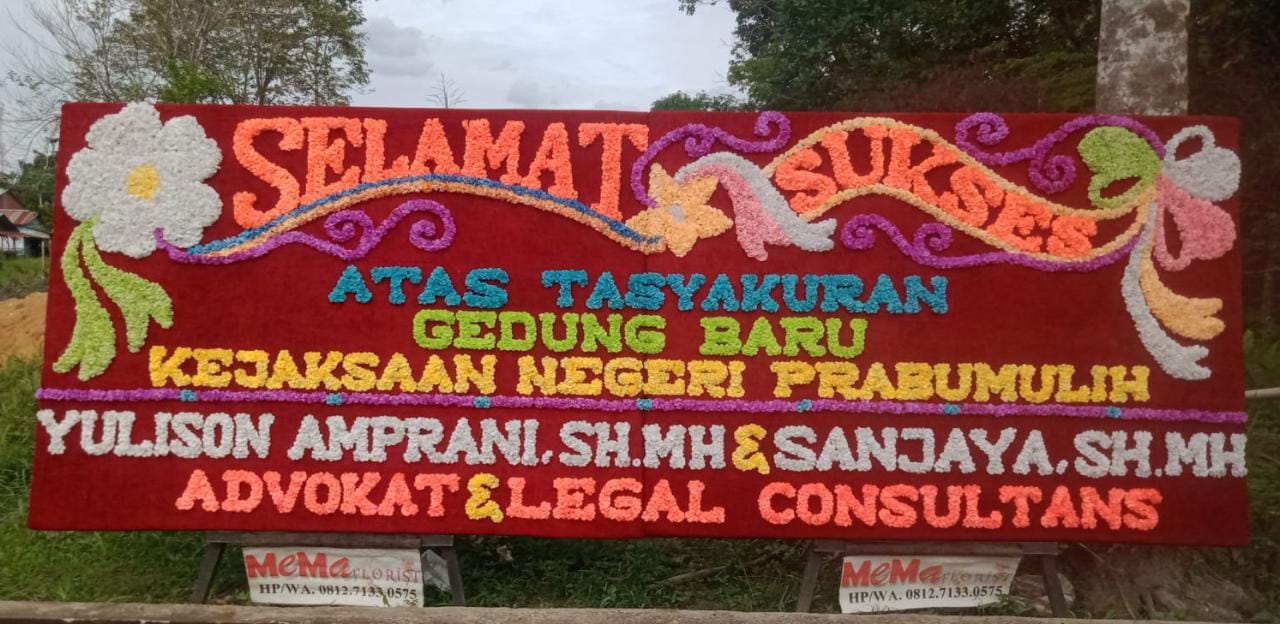 SELAMAT SUKSES
ATAS TASYAKURAN
GEDUNG BARU
KEJAKSAAN NEGERI PRABUMULIH
YULISON AMPRANI, SH.MH & SANJAYA, SH.MH
ADVOKAT & LEGAL CONSULTANS
MeMa FLORIST
HP/WA. 0812.7133.0575
MeMa FLORIST
HP/WA. 0812.7133.0575